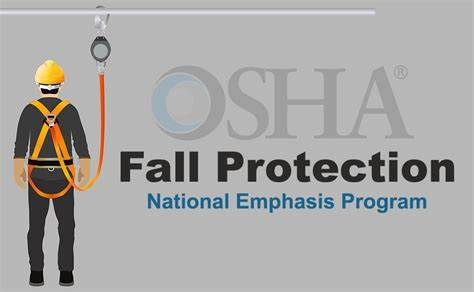 OSHA®
Fall Protection
National Emphasis Program